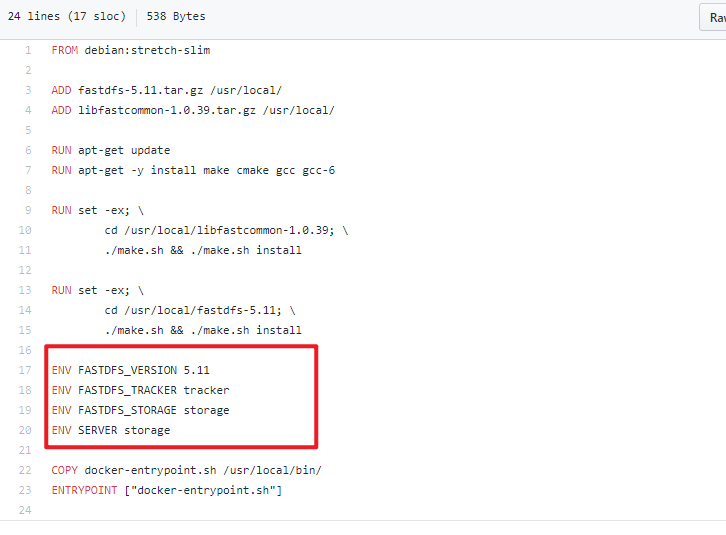 24 lines (17 sloc) 538 Bytes Raw
1 FROM debian:stretch-slim
2
3 ADD fastdfs-5.11.tar.gz /usr/local/
4 ADD libfastcommon-1.0.39.tar.gz /usr/local/
5
6 RUN apt-get update
7 RUN apt-get -y install make cmake gcc gcc-6
8
9 RUN set -ex; \
10 cd /usr/local/libfastcommon-1.0.39; \
11 ./make.sh && ./make.sh install
12
13 RUN set -ex; \
14 cd /usr/local/fastdfs-5.11; \
15 ./make.sh && ./make.sh install
16
17 ENV FASTDFS_VERSION 5.11
18 ENV FASTDFS_TRACKER tracker
19 ENV FASTDFS_STORAGE storage
20 ENV SERVER storage
21
22 COPY docker-entrypoint.sh /usr/local/bin/
23 ENTRYPOINT ["docker-entrypoint.sh"]
24